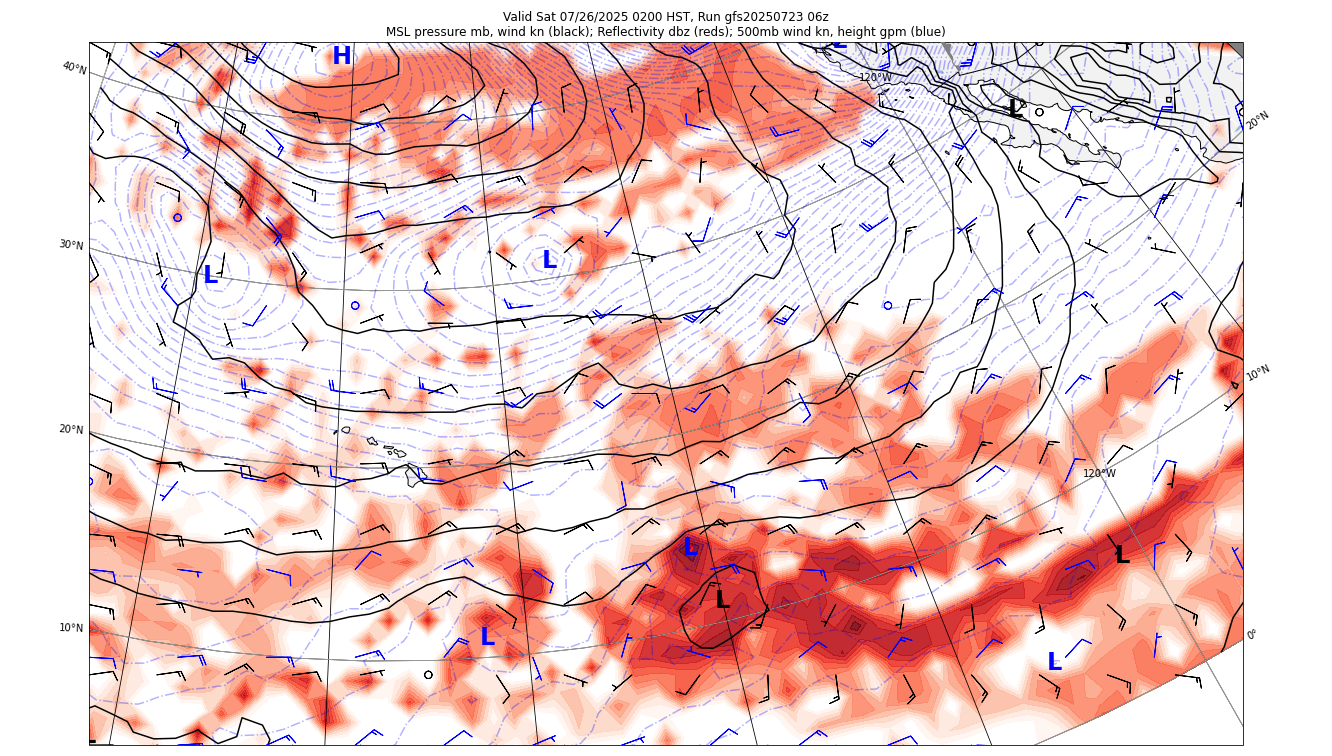 Valid Sat 07/26/2025 0200 HST, Run gfs20250723 06z
MSL pressure mb, wind kn (black); Reflectivity dbz (reds); 500mb wind kn, height gpm (blue)
H
40°N
120°W
L
20°N
30°N
L
L
10°N
20°N
120°W
L
L
L
10°N
L
0°
L